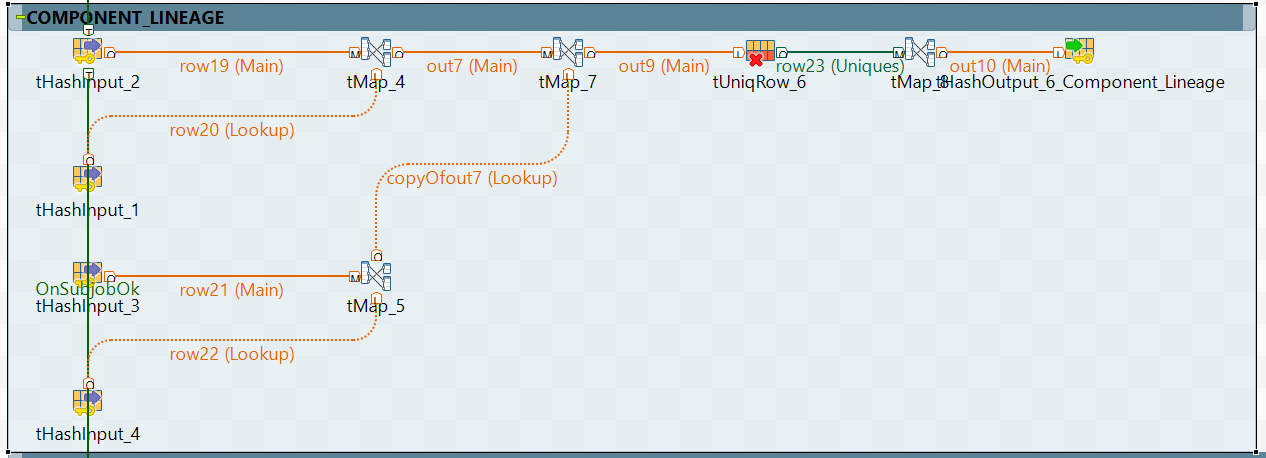 COMPONENT_LINEAGE
T
O M O M O I O M O I
row19 (Main) out7 (Main) out9 (Main) row23 (Uniques) out10 (Main)
T L L
tHashInput_2 tMap_4 tMap_7 tUniqRow_6 tMap_8 tHashOutput_6_Component_Lineage
row20 (Lookup)
O
copyOfout7 (Lookup)
tHashInput_1
O
O M
OnSubjobOk row21 (Main)
L
tHashInput_3 tMap_5
row22 (Lookup)
O
tHashInput_4